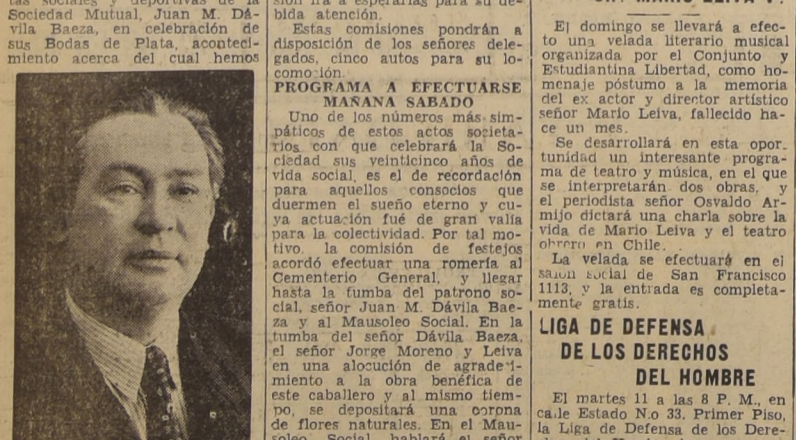 tas sociales y deportivas de la
Sociedad Mutual, Juan M. Dá-
vila Baeza, en celebración de
sus Bodas de Plata, aconteci-
miento acerca del cual hemos
sión irá a esperarlas para su de-
bida atención.
Estas comisiones pondrán a
disposición de los señores dele-
gados, cinco autos para su lo-
comoción.
PROGRAMA A EFECTUARSE
MAÑANA SABADO
Uno de los números más sim-
páticos de estos actos societa-
rios con que celebrará la So-
ciedad sus veinticinco años de
vida social, es el de recordación
para aquellos consocios que
duermen el sueño eterno y cu-
ya actuación fué de gran valía
para la colectividad. Por tal mo-
tivo, la comisión de festejos
acordó efectuar una romería al
Cementerio General, y llegar
hasta la tumba del patrono so-
cial, señor Juan M. Dávila Bae-
za y al Mausoleo Social. En la
tumba del señor Dávila Baeza,
el señor Jorge Moreno y Leiva
en una alocución de agradeci-
miento a la obra benéfica de
este caballero y al mismo tiem-
po, se depositará una corona
de flores naturales. En el Mau-
soleo Social, hablará el señor
MARIO LEIVA V.
El domingo se llevará a efec-
to una velada literario musical
organizada por el Conjunto y
Estudiantina Libertad, como ho-
menaje póstumo a la memoria
del ex actor y director artístico
señor Mario Leiva, fallecido ha-
ce un mes.
Se desarrollará en esta opor-
tunidad un interesante progra-
ma de teatro y música, en el que
se interpretarán dos obras, y
el periodista señor Osvaldo Ar-
mijo dictará una charla sobre la
vida de Mario Leiva y el teatro
obrero en Chile.
La velada se efectuará en el
salón social de San Francisco
1113, y la entrada es completa-
mente gratis.
LIGA DE DEFENSA
DE LOS DERECHOS
DEL HOMBRE
El martes 11 a las 8 P. M., en
calle Estado N.o 33, Primer Piso,
la Liga de Defensa de los Dere-